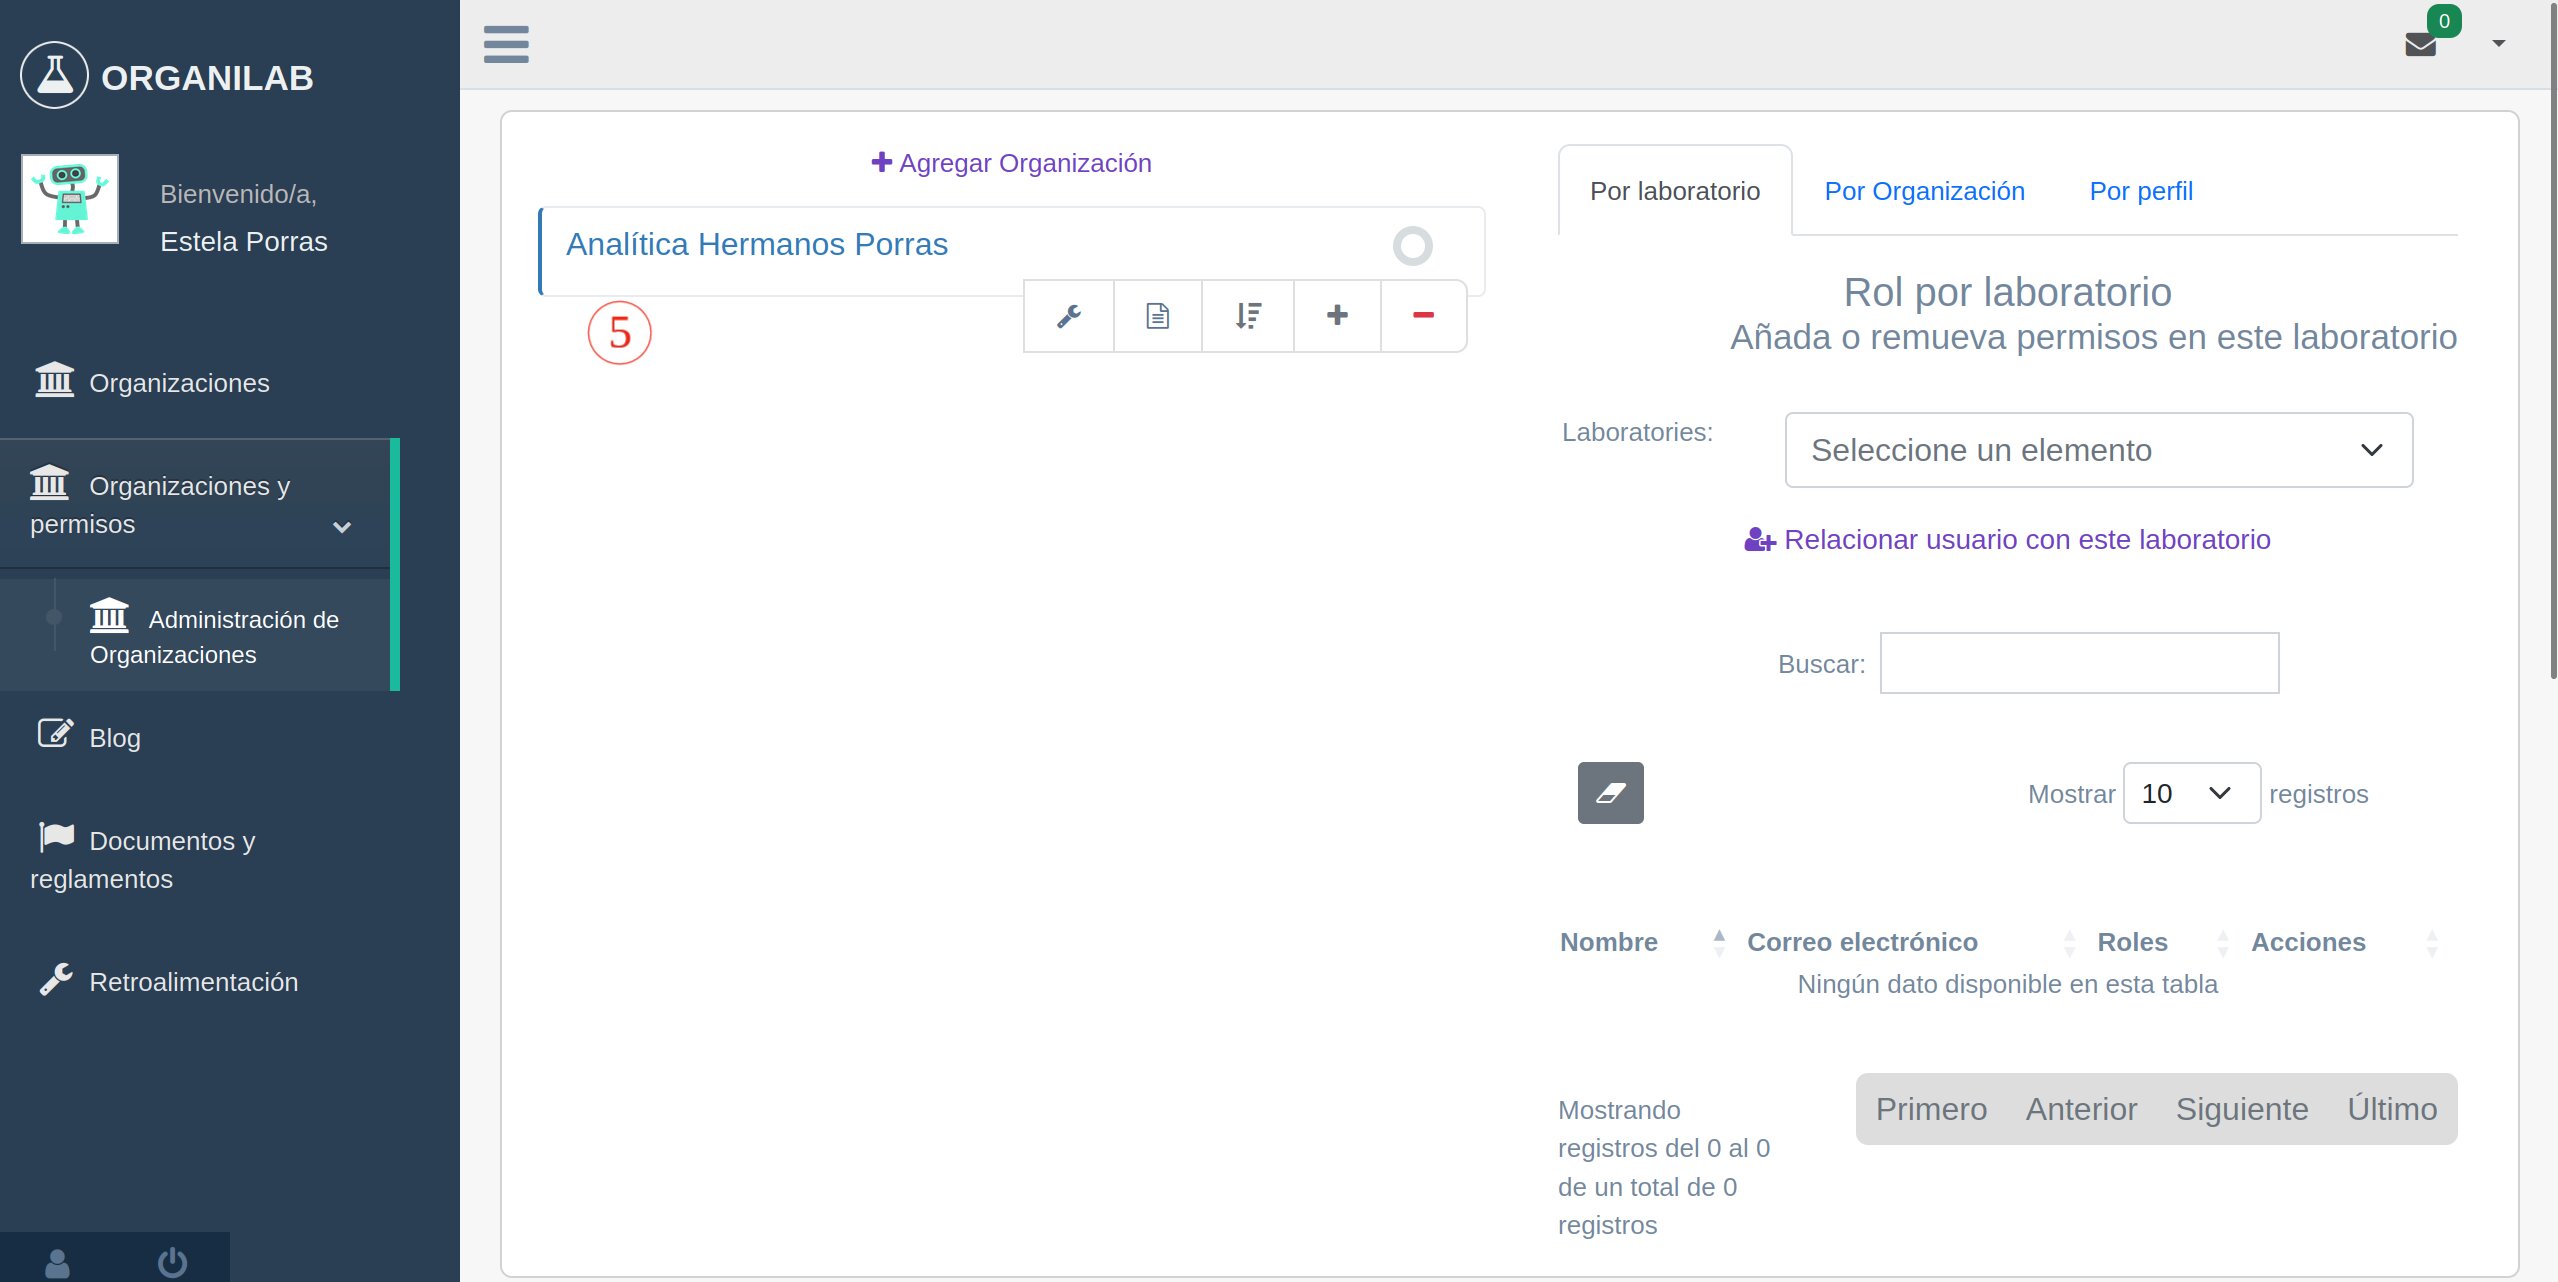 ORGANILAB
Bienvenido/a,
Estela Porras
Organizaciones
Organizaciones y
permisos
Administración de
Organizaciones
Blog
Documentos y
reglamentos
Retroalimentación
0
Agregar Organización
Analítica Hermanos Porras
5
Por laboratorio Por Organización Por perfil
Rol por laboratorio
Añada o remueva permisos en este laboratorio
Laboratories: Seleccione un elemento
Relacionar usuario con este laboratorio
Buscar:
Mostrar 10 registros
Nombre Correo electrónico Roles Acciones
Ningún dato disponible en esta tabla
Mostrando
registros del 0 al 0
de un total de 0
registros
Primero Anterior Siguiente Último